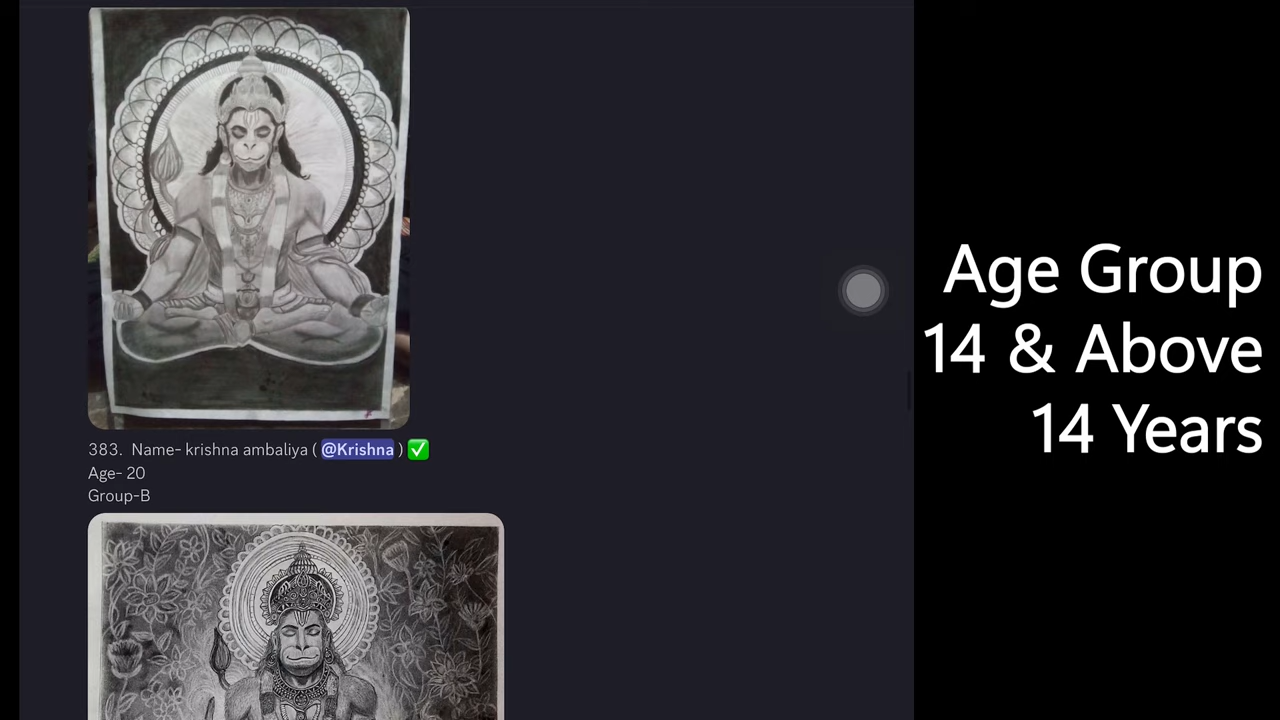 383. Name- krishna ambaliya ( @Krishna ) ✅
Age- 20
Group-B
Age Group
14 & Above
14 Years